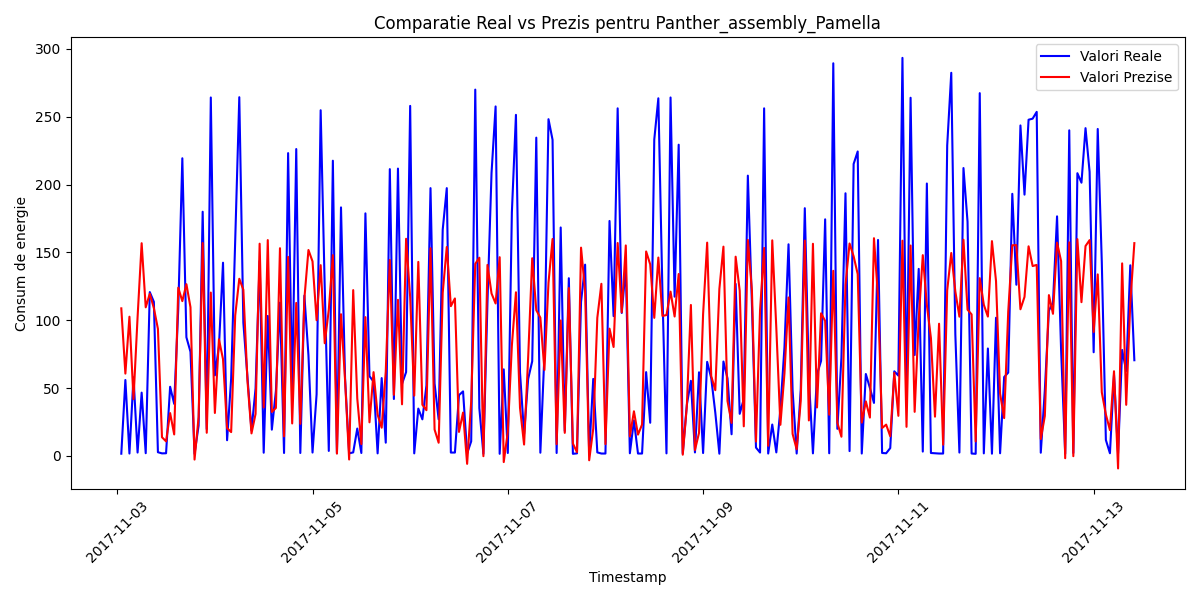 Comparatie Real vs Prezis pentru Panther_assembly_Pamella
Valori Reale
Valori Prezise
Consum de energie
300
250
200
150
100
50
0
2017-11-03
2017-11-05
2017-11-07
2017-11-09
2017-11-11
2017-11-13
Timestamp